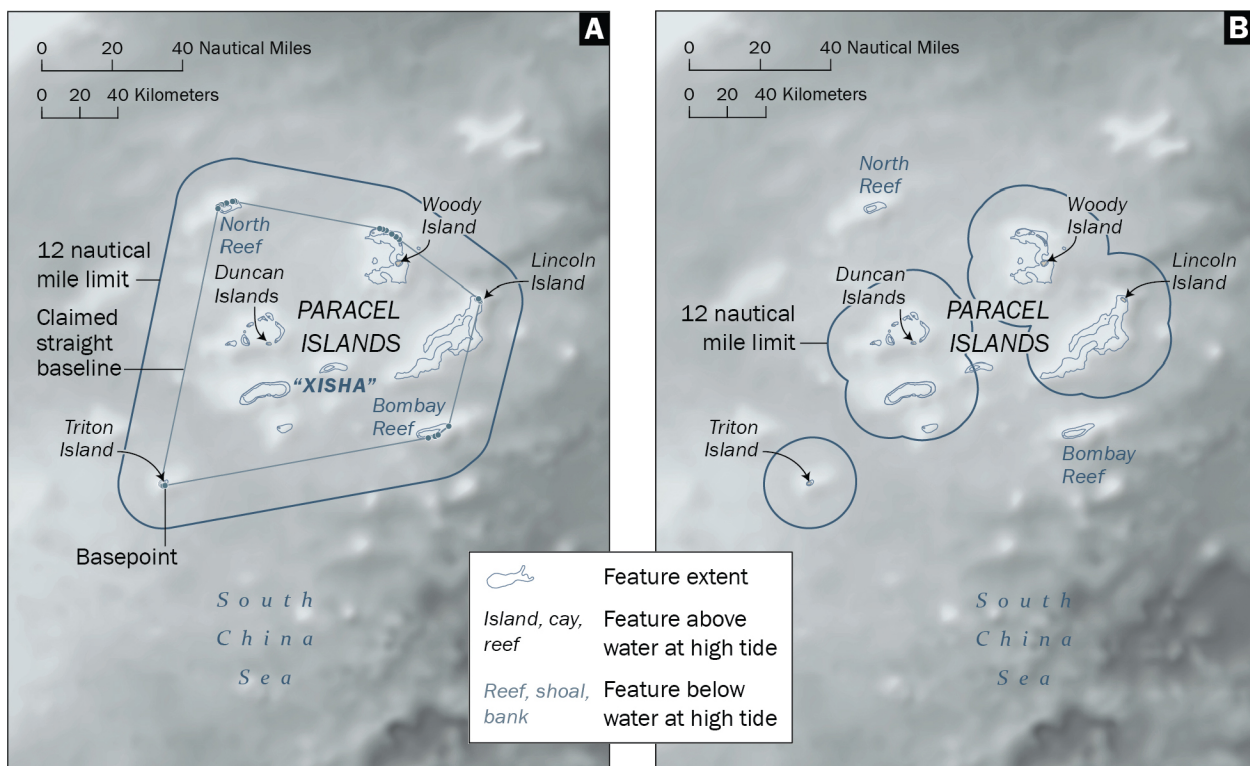 A
0 20 40 Nautical Miles
0 20 40 Kilometers
North
Reef
Woody
Island
12 nautical
mile limit
Duncan
Islands
Lincoln
Island
PARACEL
ISLANDS
Claimed
straight
baseline
“XISHA”
Bombay
Reef
Triton
Island
Basepoint
South
China
Sea
B
0 20 40 Nautical Miles
0 20 40 Kilometers
North
Reef
Woody
Island
Duncan
Islands
Lincoln
Island
PARACEL
ISLANDS
12 nautical
mile limit
Triton
Island
Bombay
Reef
South
China
Sea
Feature extent
Island, cay,
reef
Feature above
water at high tide
Reef, shoal,
bank
Feature below
water at high tide